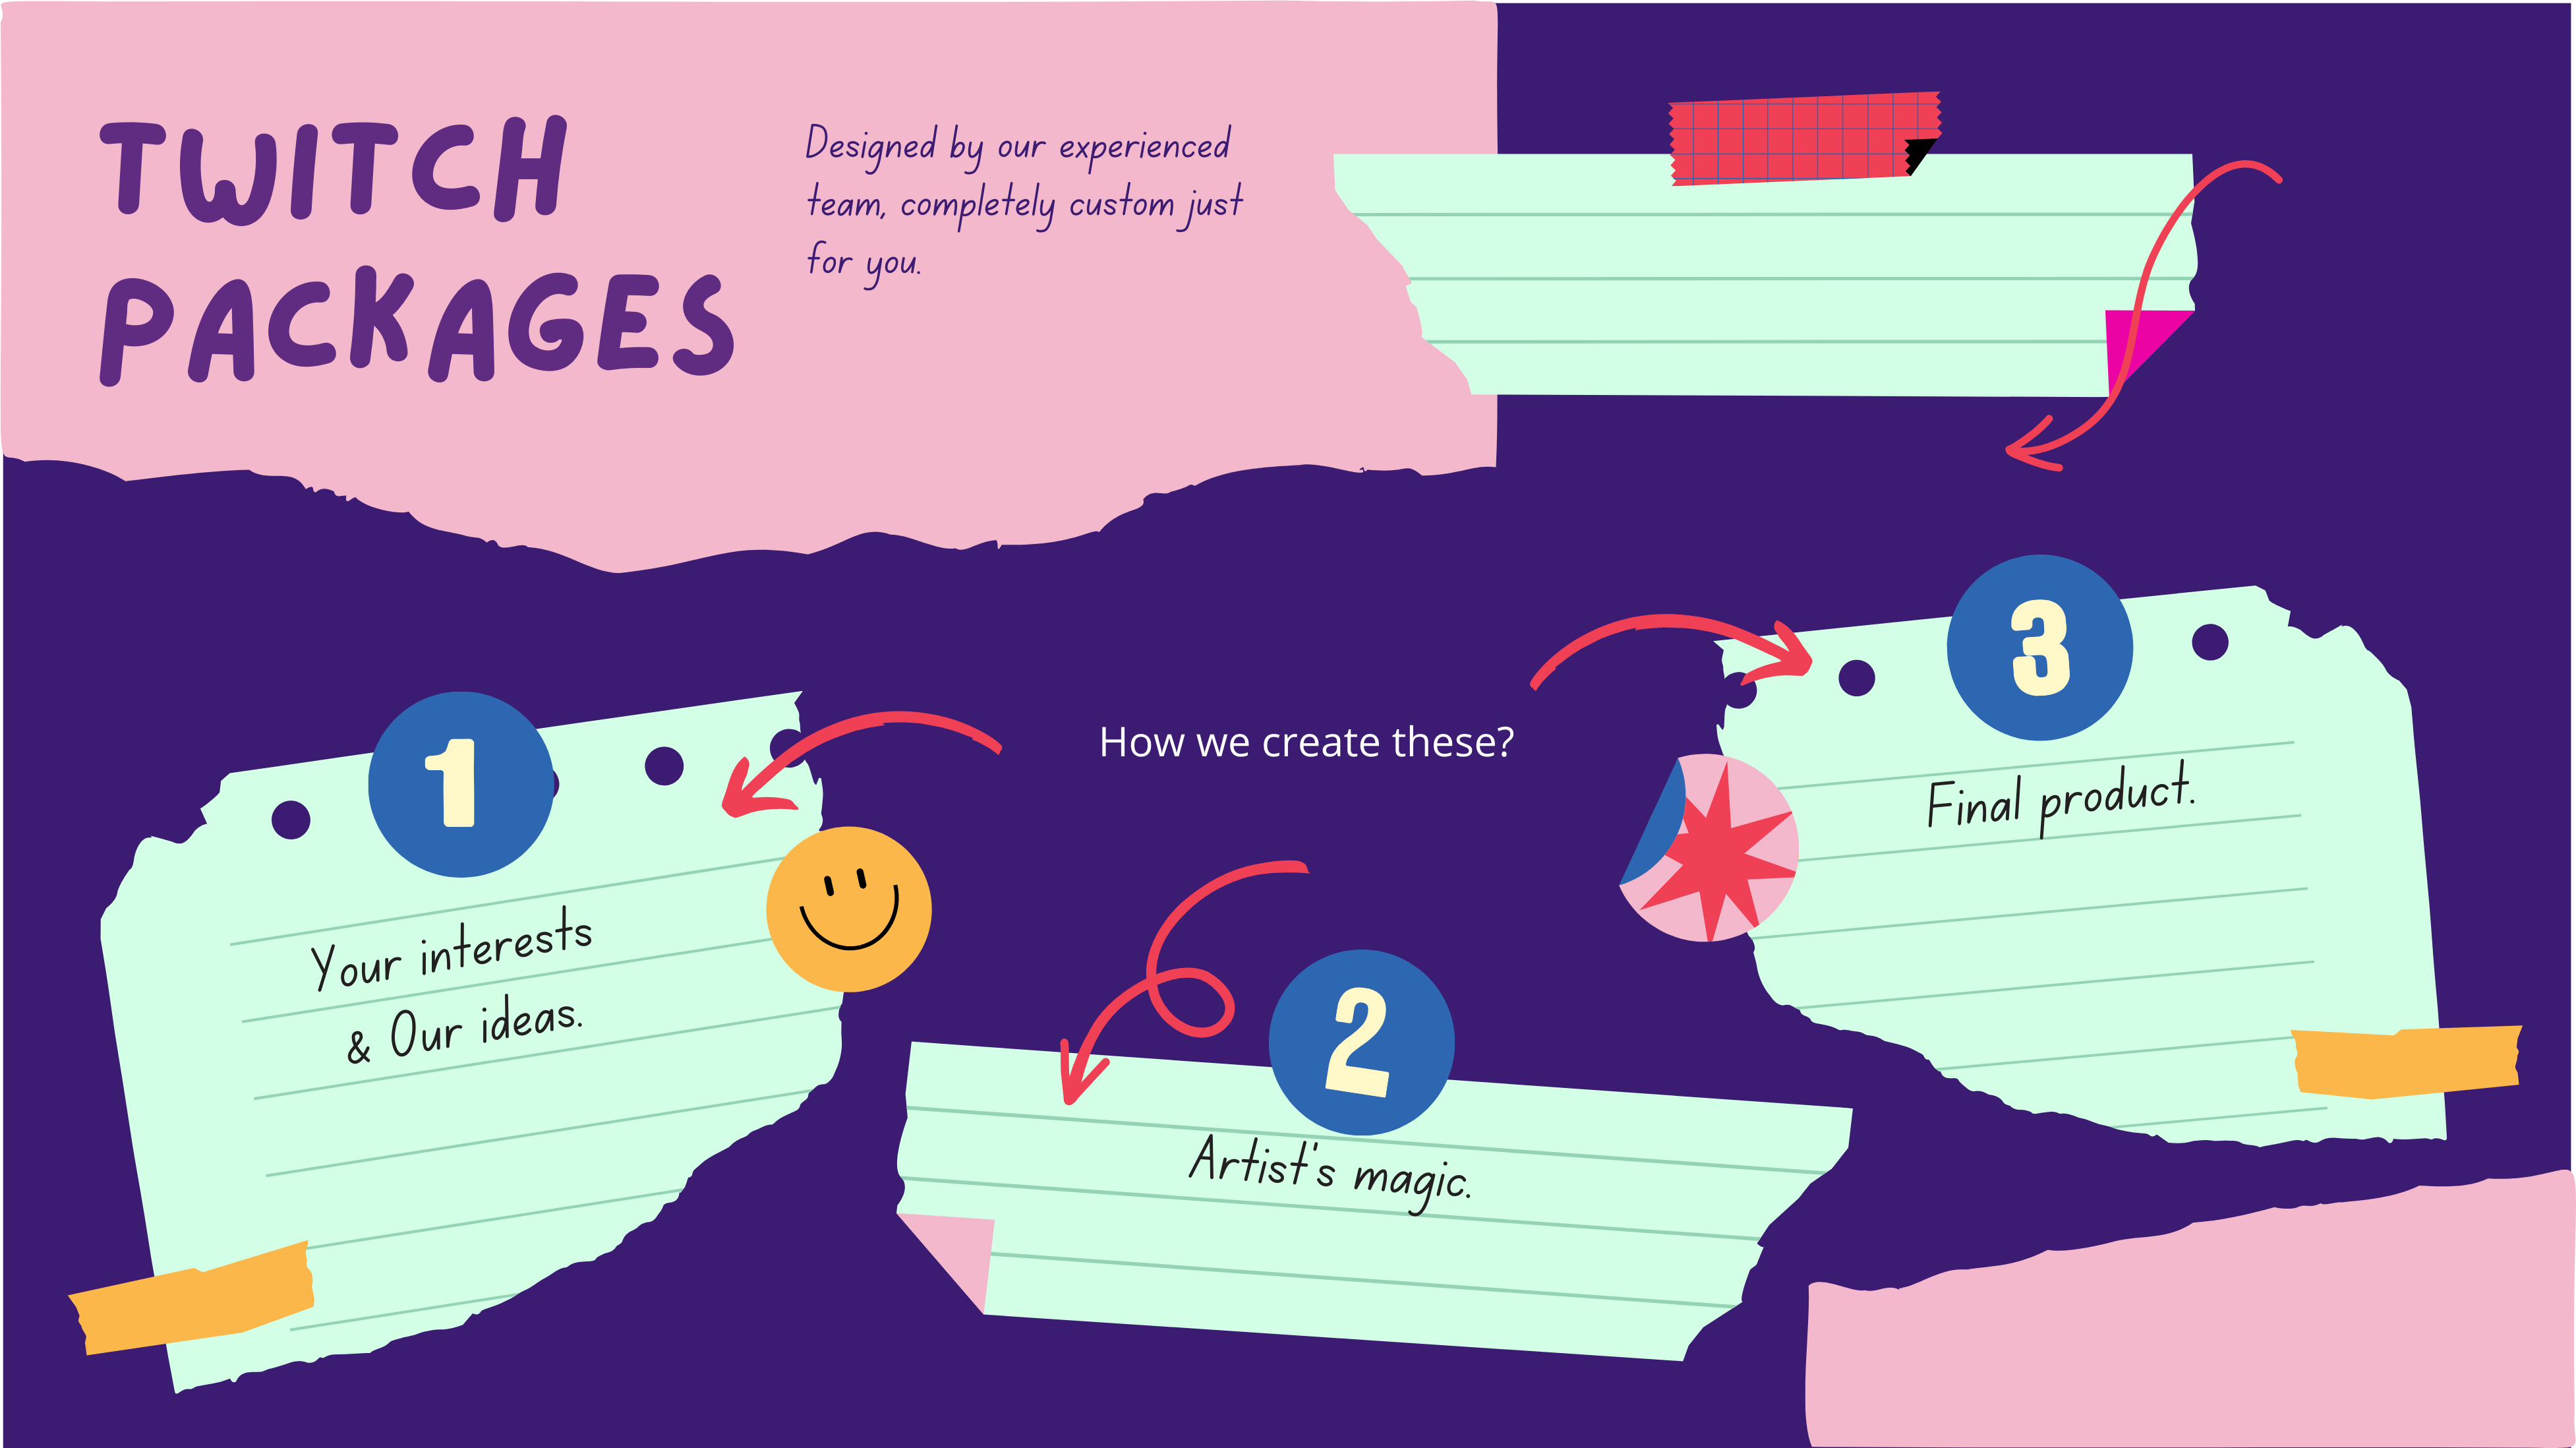 TWITCH
PACKAGES
Designed by our experienced
team, completely custom just
for you.
How we create these?
1
Your interests
& Our ideas.
2
Artist's magic.
3
Final product.